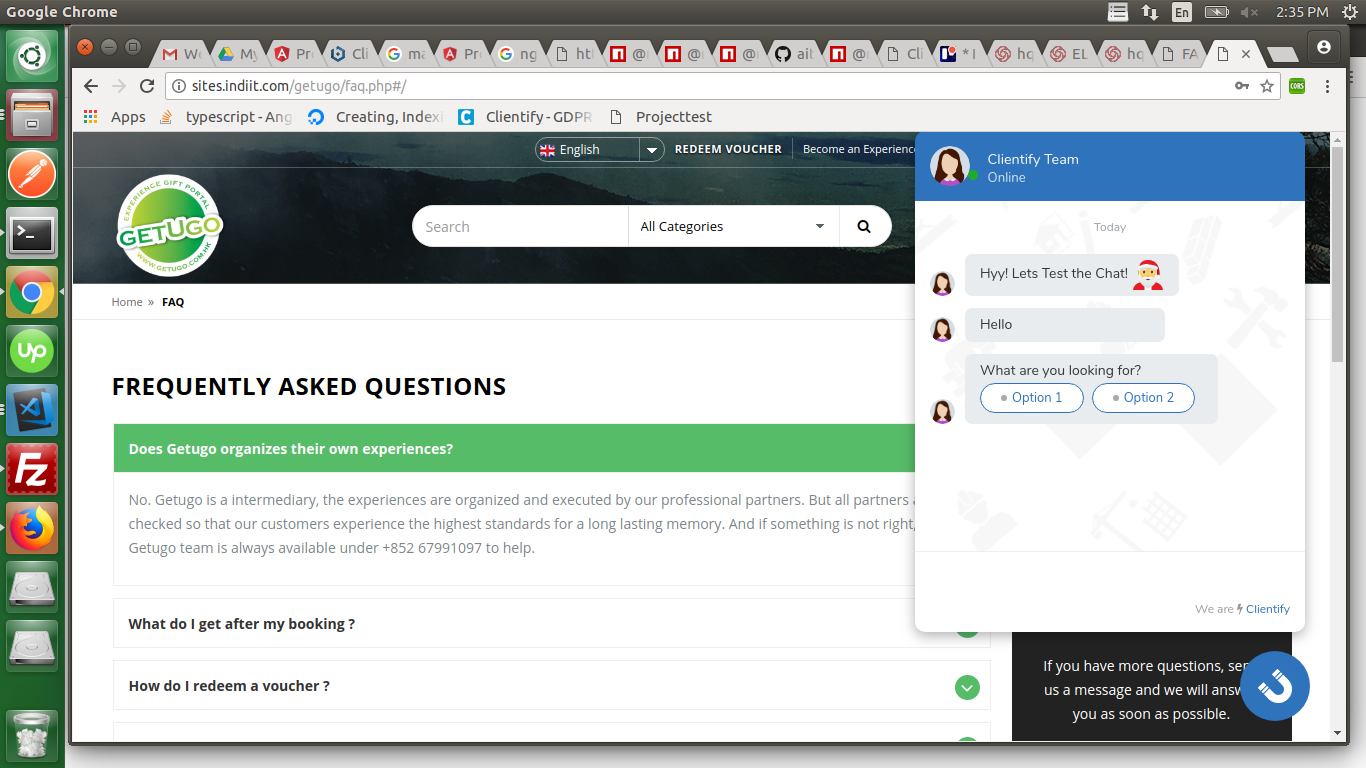 Google Chrome
En
2:35 PM
We
My
Pr
Cli
ma
Pr
ng
ht
@
@
@
ait
@
Cli
* I
hq
EL
hq
FA
sites.indiit.com/getugo/faq.php#/
CORS
Apps
typescript - Ang
Creating, Indexi
Clientify - GDPR
Projecttest
English
REDEEM VOUCHER
Become an Experience
EXPERIENCE GIFT PORTAL
GETUGO
WWW.GETUGO.COM.HK
Search
All Categories
Home » FAQ
FREQUENTLY ASKED QUESTIONS
Does Getugo organizes their own experiences?
No. Getugo is a intermediary, the experiences are organized and executed by our professional partners. But all partners a
checked so that our customers experience the highest standards for a long lasting memory. And if something is not right,
Getugo team is always available under +852 67991097 to help.
What do I get after my booking ?
How do I redeem a voucher ?
Clientify Team
Online
Today
Hyy! Lets Test the Chat!
Hello
What are you looking for?
Option 1
Option 2
We are Clientify
If you have more questions, sen
us a message and we will answ
you as soon as possible.
Up
Fz